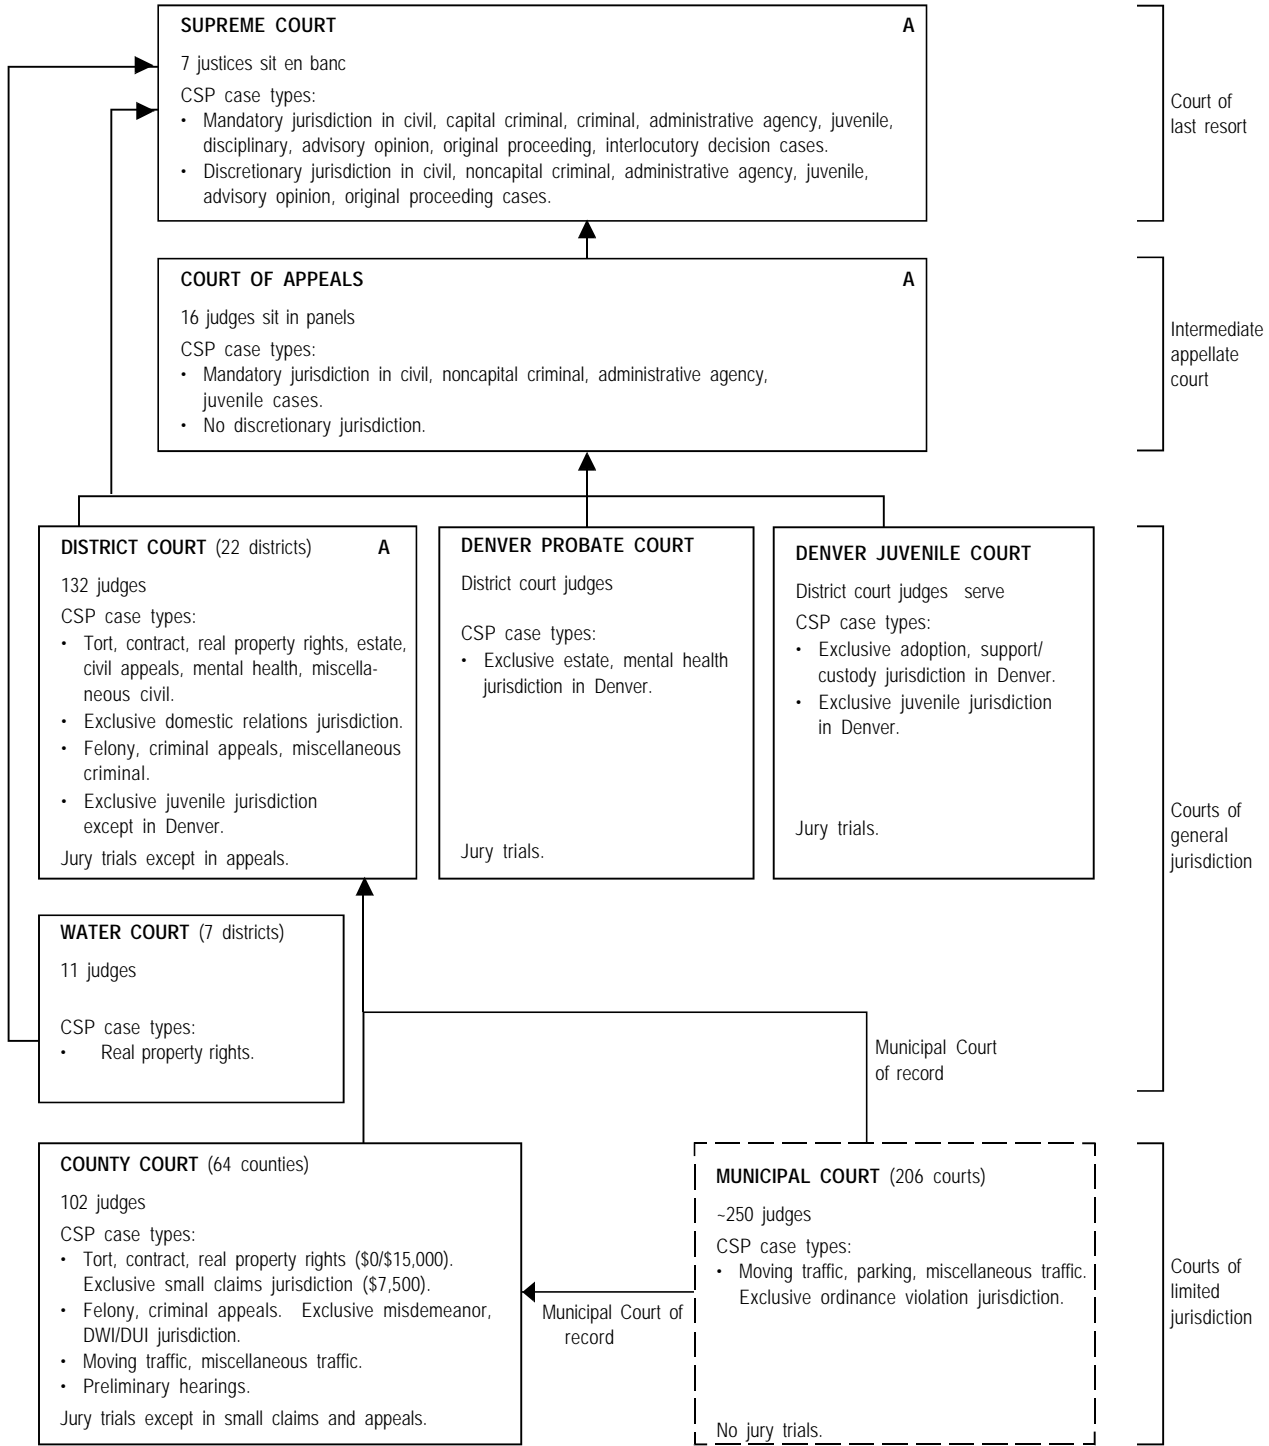 SUPREME COURT A
7 justices sit en banc
CSP case types:
• Mandatory jurisdiction in civil, capital criminal, criminal, administrative agency, juvenile,
disciplinary, advisory opinion, original proceeding, interlocutory decision cases.
• Discretionary jurisdiction in civil, noncapital criminal, administrative agency, juvenile,
advisory opinion, original proceeding cases.
Court of
last resort
COURT OF APPEALS A
16 judges sit in panels
CSP case types:
• Mandatory jurisdiction in civil, noncapital criminal, administrative agency,
juvenile cases.
• No discretionary jurisdiction.
Intermediate
appellate
court
DISTRICT COURT (22 districts) A
132 judges
CSP case types:
• Tort, contract, real property rights, estate,
civil appeals, mental health, miscella-
neous civil.
• Exclusive domestic relations jurisdiction.
• Felony, criminal appeals, miscellaneous
criminal.
• Exclusive juvenile jurisdiction
except in Denver.
Jury trials except in appeals.
DENVER PROBATE COURT
District court judges
CSP case types:
• Exclusive estate, mental health
jurisdiction in Denver.
Jury trials.
DENVER JUVENILE COURT
District court judges serve
CSP case types:
• Exclusive adoption, support/
custody jurisdiction in Denver.
• Exclusive juvenile jurisdiction
in Denver.
Jury trials.
Courts of
general
jurisdiction
WATER COURT (7 districts)
11 judges
CSP case types:
• Real property rights.
Municipal Court
of record
COUNTY COURT (64 counties)
102 judges
CSP case types:
• Tort, contract, real property rights ($0/$15,000).
Exclusive small claims jurisdiction ($7,500).
• Felony, criminal appeals. Exclusive misdemeanor,
DWI/DUI jurisdiction.
• Moving traffic, miscellaneous traffic.
• Preliminary hearings.
Jury trials except in small claims and appeals.
Municipal Court of
record
MUNICIPAL COURT (206 courts)
~250 judges
CSP case types:
• Moving traffic, parking, miscellaneous traffic.
Exclusive ordinance violation jurisdiction.
No jury trials.
Courts of
limited
jurisdiction